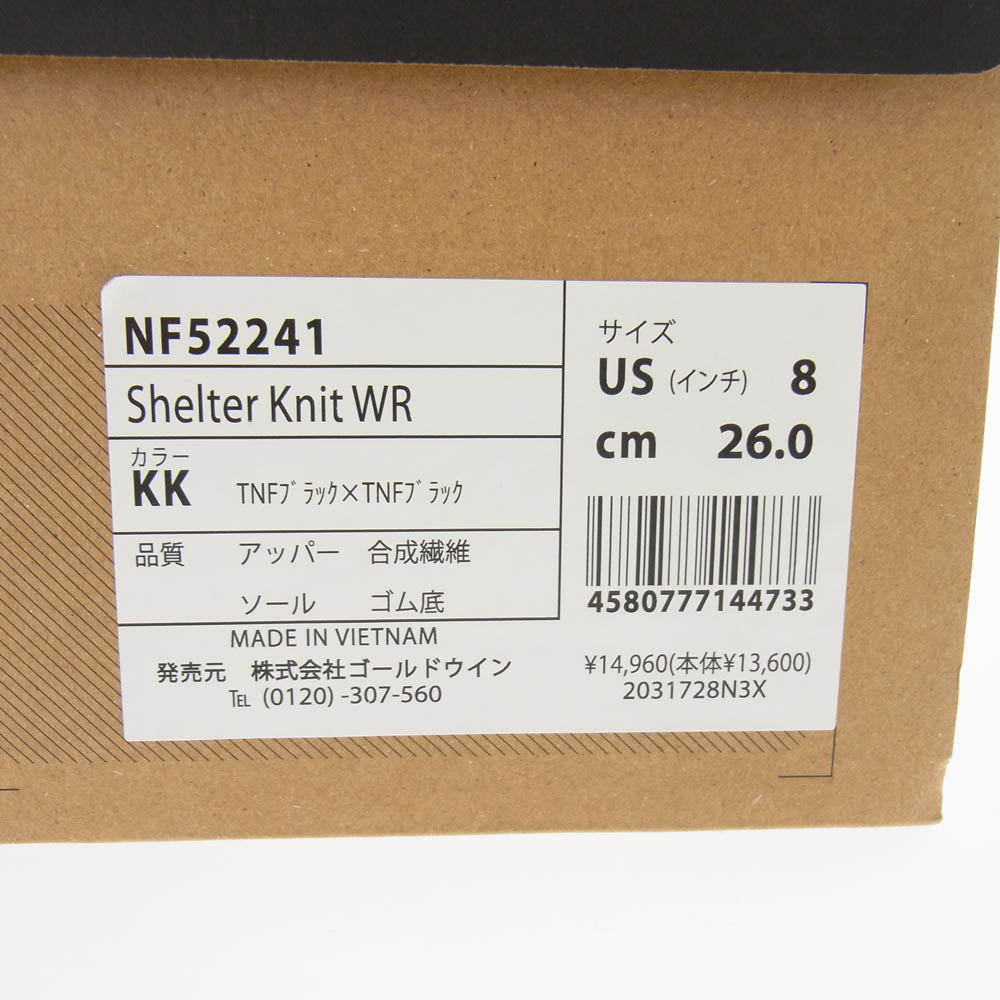 NF52241
Shelter Knit WR
カラー
KK TNFﾌﾞﾗｯｸ×TNFﾌﾞﾗｯｸ
品質 アッパー 合成繊維
ソール ゴム底
MADE IN VIETNAM
発売元 株式会社ゴールドウイン
℡ (0120) -307-560
サイズ
US (インチ) 8
cm 26.0
4580777144733
¥14,960(本体¥13,600)
2031728N3X